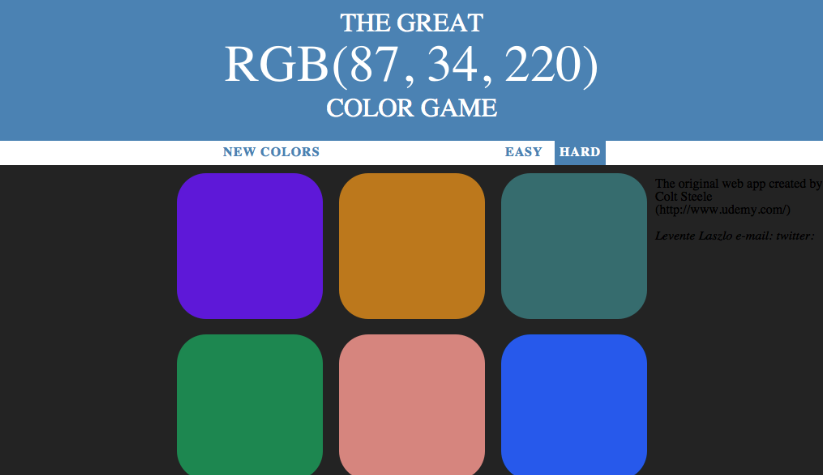 THE GREAT
RGB(87, 34, 220)
COLOR GAME
NEW COLORS
EASY
HARD
The original web app created by
Colt Steele
(http://www.udemy.com/)
Levente Laszlo e-mail: twitter: